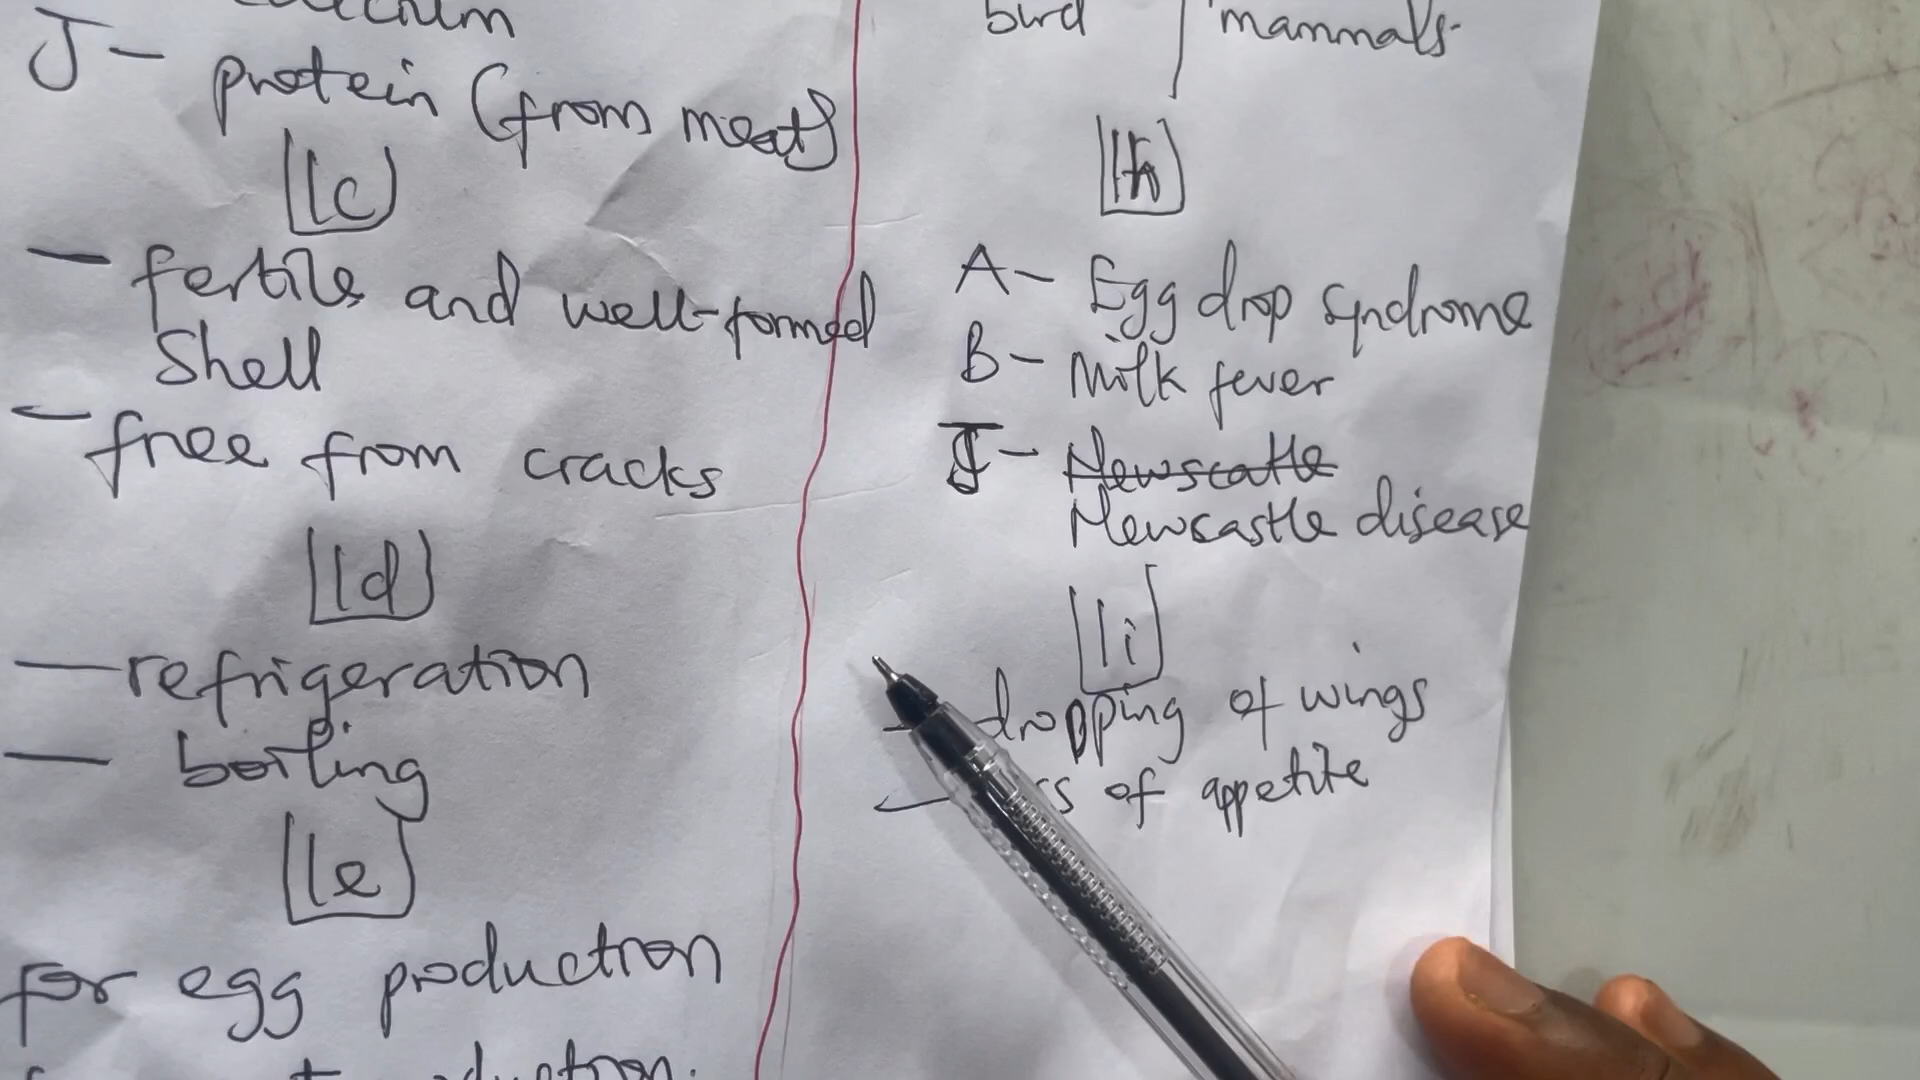 J- protein (from meat)
1c
- fertile and well-formed
shell
- free from cracks
1d
- refrigeration
- boiling
1e
for egg production
bird | mammals.
1h
A- Egg drop syndrome
B- Milk fever
J- Newscatle
Newcastle disease
1i
- dropping of wings
- of appetite